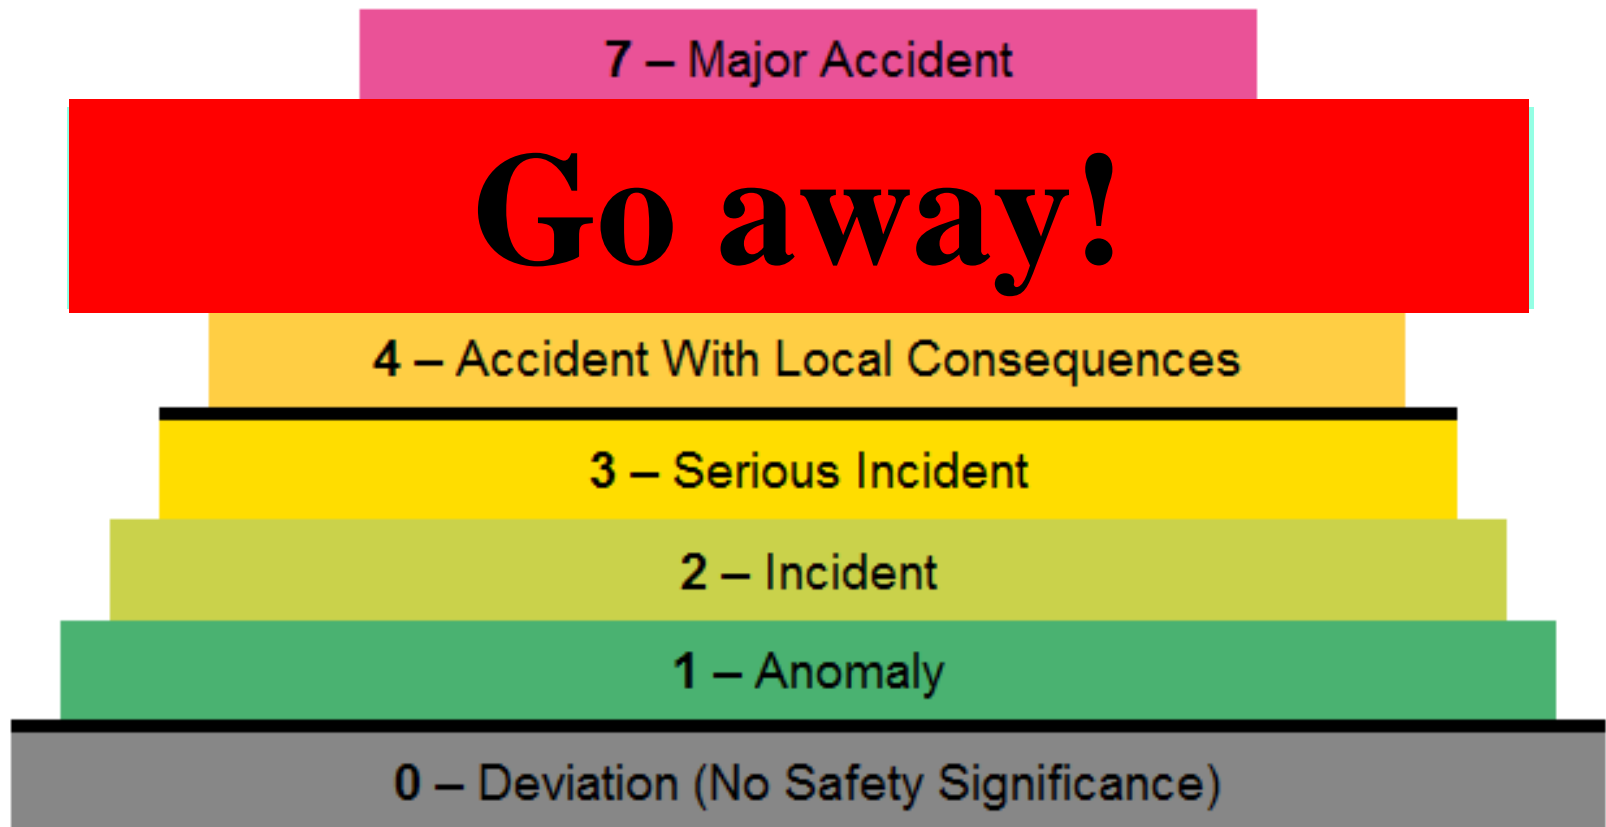 7 – Major Accident
Go away!
4 – Accident With Local Consequences
3 – Serious Incident
2 – Incident
1 – Anomaly
0 – Deviation (No Safety Significance)